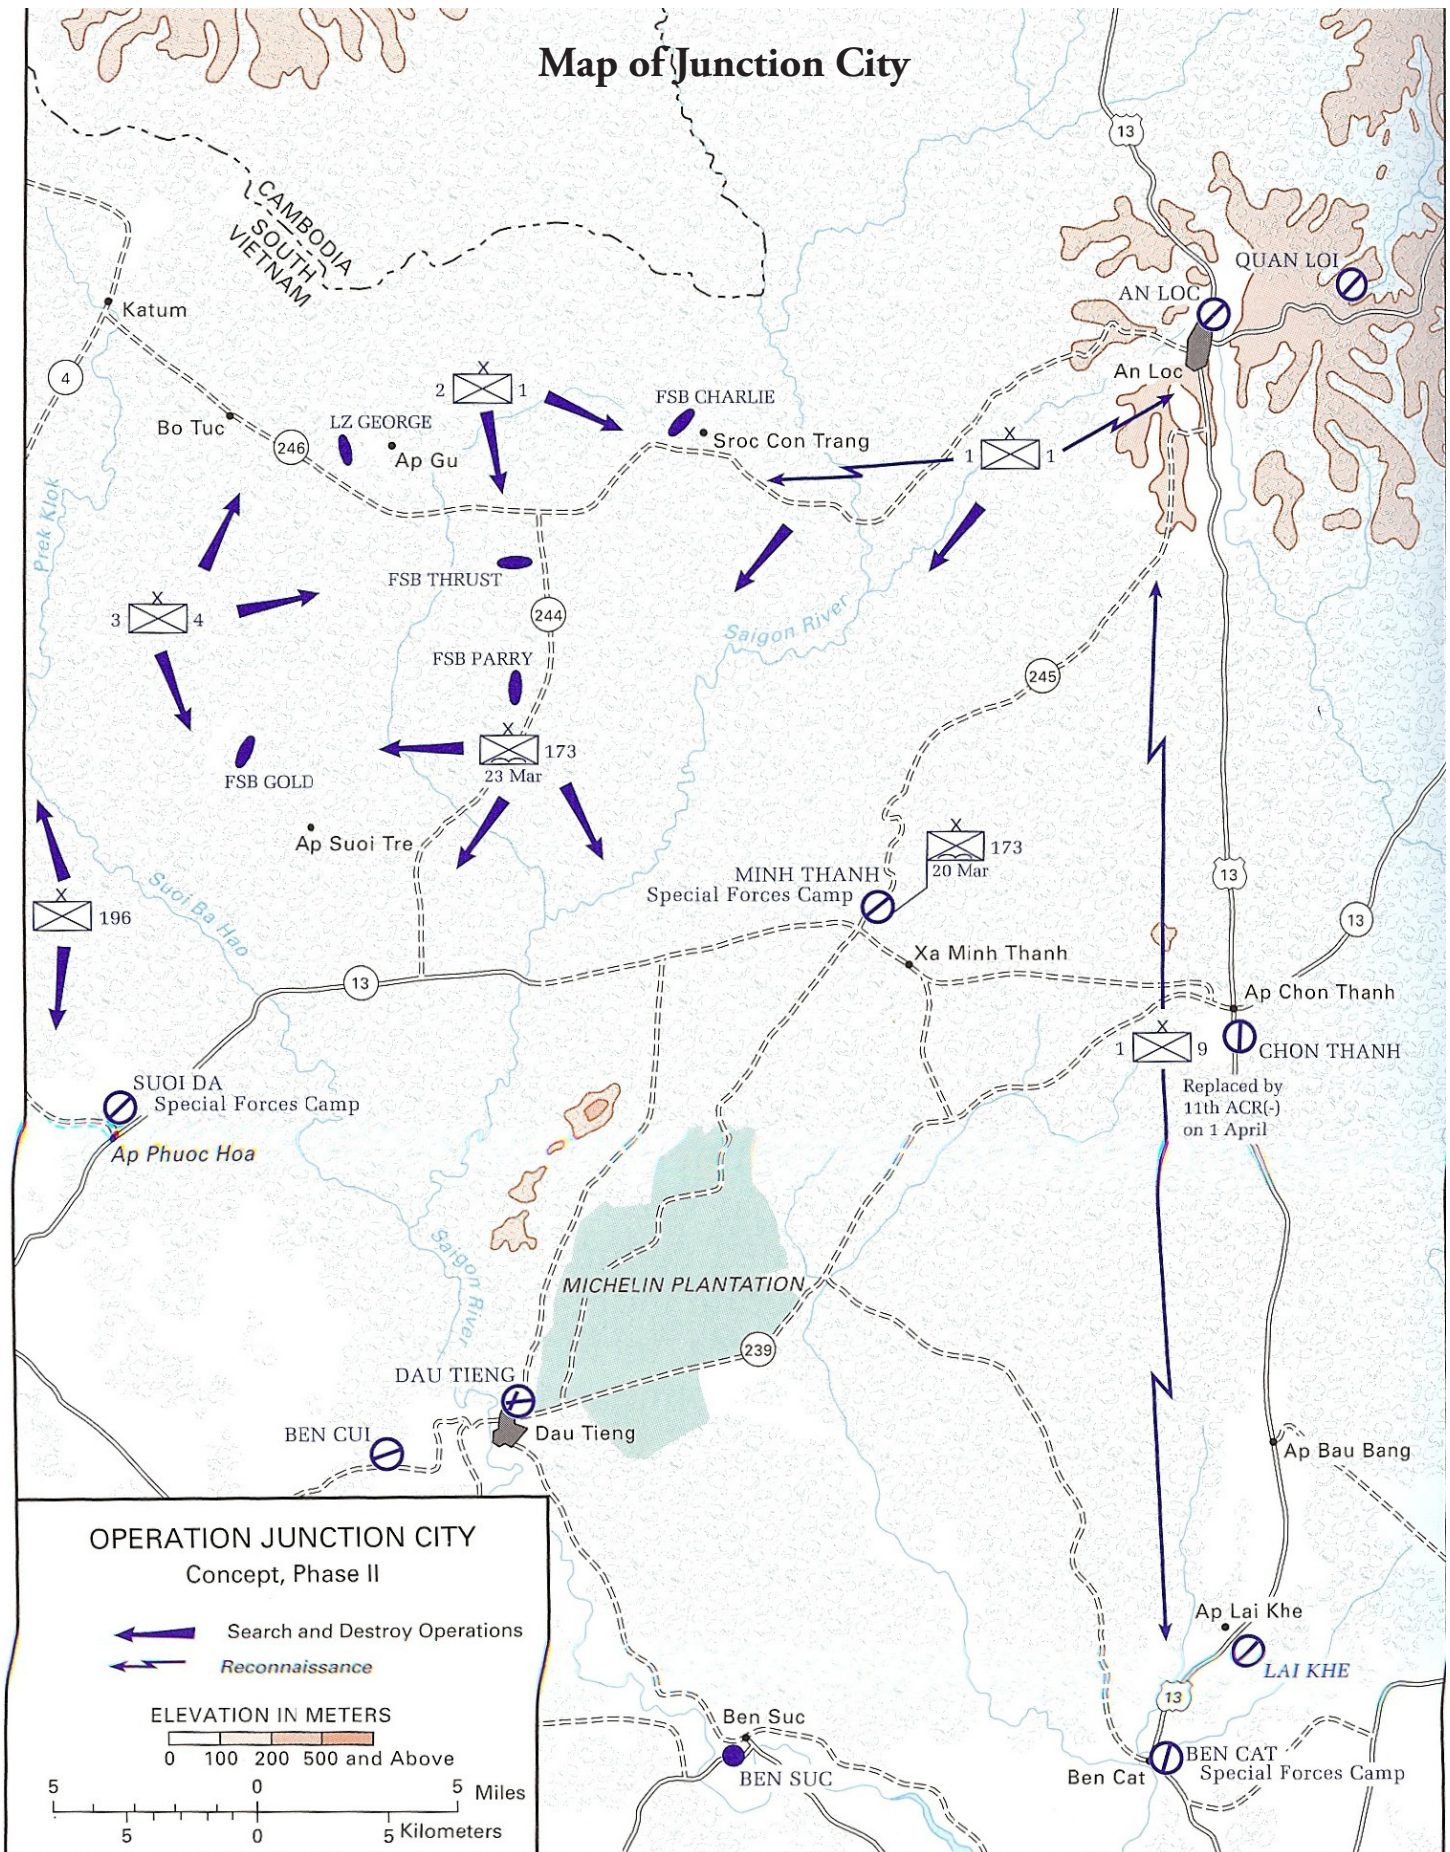 Map of Junction City
13
CAMBODIA
SOUTH
VIETNAM
QUAN LOI
AN LOC
Katum
4
An Loc
X
2 1
FSB CHARLIE
LZ GEORGE
Bo Tuc
246
Ap Gu
Sroc Con Trang
X
1 1
Prek Klok
FSB THRUST
X
3 4
244
Saigon River
FSB PARRY
245
X
173
23 Mar
FSB GOLD
Ap Suoi Tre
X
173
20 Mar
MINH THANH
Special Forces Camp
13
Suoi Ba Hao
X
196
13
Xa Minh Thanh
13
Ap Chon Thanh
X
1 9
CHON THANH
Replaced by
11th ACR(-)
on 1 April
SUOI DA
Special Forces Camp
Ap Phuoc Hoa
Saigon River
MICHELIN PLANTATION
239
DAU TIENG
BEN CUI
Dau Tieng
Ap Bau Bang
OPERATION JUNCTION CITY
Concept, Phase II
Search and Destroy Operations
Reconnaissance
ELEVATION IN METERS
0 100 200 500 and Above
5 0 5 Miles
5 0 5 Kilometers
Ap Lai Khe
LAI KHE
13
Ben Suc
BEN SUC
BEN CAT
Special Forces Camp
Ben Cat